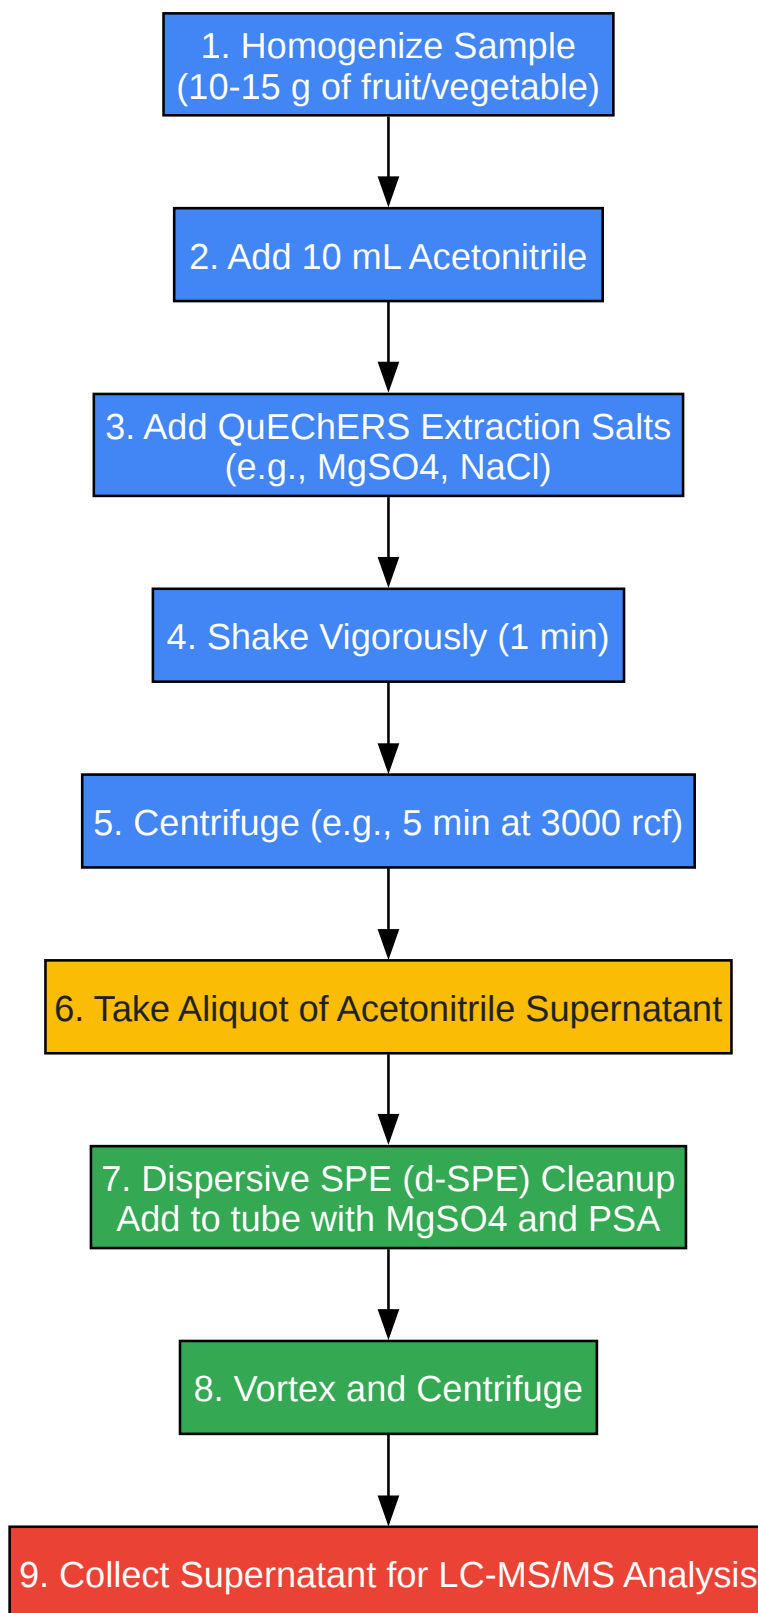 1. Homogenize Sample
(10-15 g of fruit/vegetable)
2. Add 10 mL Acetonitrile
3. Add QuEChERS Extraction Salts
(e.g., MgSO4, NaCl)
4. Shake Vigorously (1 min)
5. Centrifuge (e.g., 5 min at 3000 rcf)
6. Take Aliquot of Acetonitrile Supernatant
7. Dispersive SPE (d-SPE) Cleanup
Add to tube with MgSO4 and PSA
8. Vortex and Centrifuge
9. Collect Supernatant for LC-MS/MS Analysis